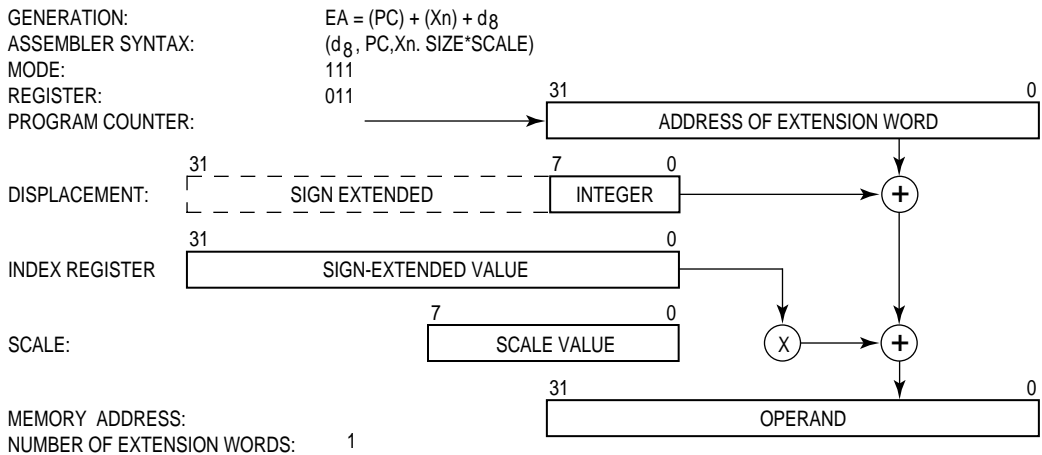 GENERATION: EA = (PC) + (Xn) + d8
ASSEMBLER SYNTAX: (d8, PC,Xn. SIZE*SCALE)
MODE: 111
REGISTER: 011
31 0
PROGRAM COUNTER: ADDRESS OF EXTENSION WORD
31 7 0
DISPLACEMENT: SIGN EXTENDED INTEGER +
31 0
INDEX REGISTER SIGN-EXTENDED VALUE
7 0
SCALE: SCALE VALUE X +
31 0
MEMORY ADDRESS: OPERAND
NUMBER OF EXTENSION WORDS: 1